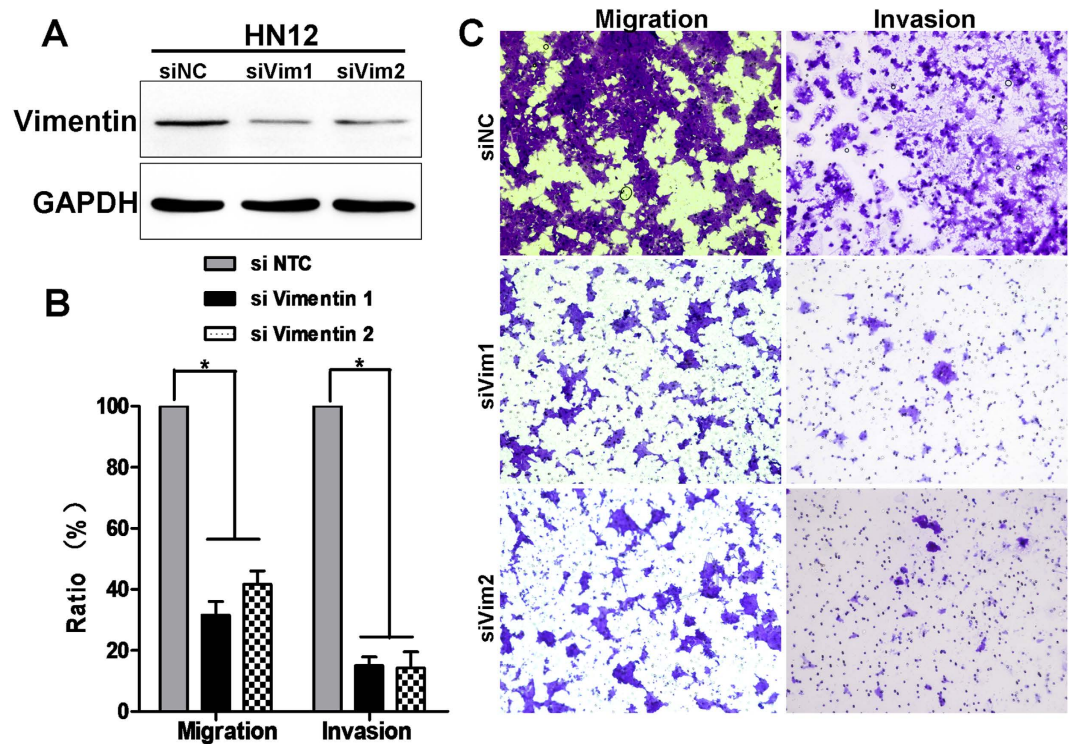 A
HN12
siNC siVim1 siVim2
Vimentin
GAPDH
B
si NTC
si Vimentin 1
si Vimentin 2
* *
Ratio (%)
100
80
60
40
20
0
Migration Invasion
C
Migration Invasion
siNC
siVim1
siVim2